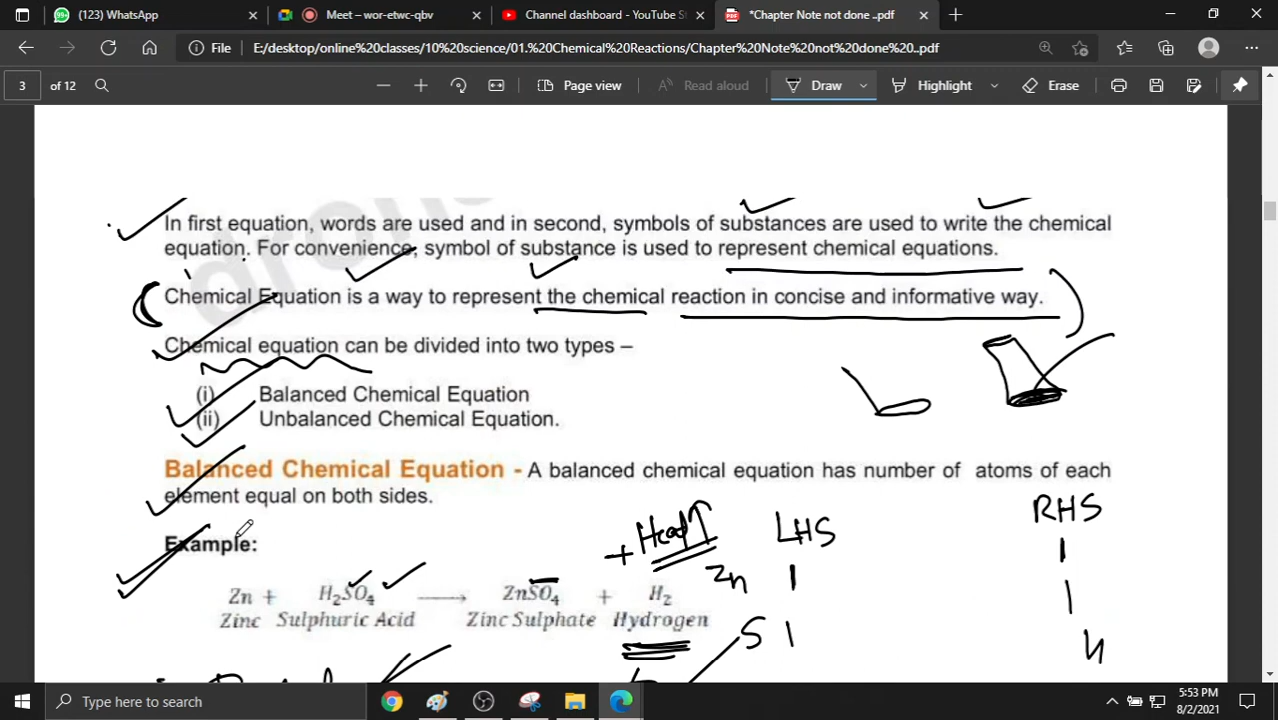 (123) WhatsApp
Meet – wor-etwc-qbv
Channel dashboard - YouTube S
*Chapter Note not done ..pdf
File
E:/desktop/online%20classes/10%20science/01.%20Chemical%20Reactions/Chapter%20Note%20not%20done%20..pdf
3 of 12
Page view
Read aloud
Draw
Highlight
Erase
In first equation, words are used and in second, symbols of substances are used to write the chemical
equation. For convenience, symbol of substance is used to represent chemical equations.
Chemical Equation is a way to represent the chemical reaction in concise and informative way.
Chemical equation can be divided into two types –
(i) Balanced Chemical Equation
(ii) Unbalanced Chemical Equation.
Balanced Chemical Equation - A balanced chemical equation has number of atoms of each
element equal on both sides.
RHS
+ Head↑ LHS
1
Example:
Zn 1
Zn + H₂SO₄ ⟶ ZnSO₄ + H₂
1
Zinc Sulphuric Acid Zinc Sulphate Hydrogen
S 1
4
Type here to search
5:53 PM
8/2/2021